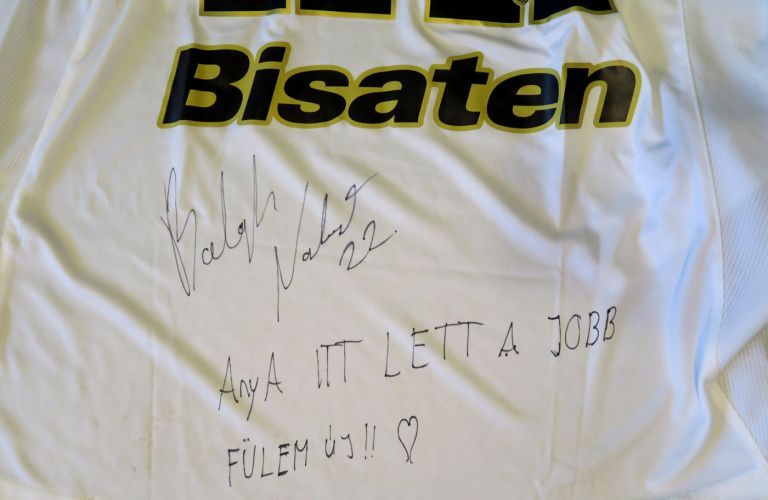 Bisaten
Balogh
Norbert 22.
AnyA ITT LETT A JOBB
FÜLEM ÚJ!! ♡